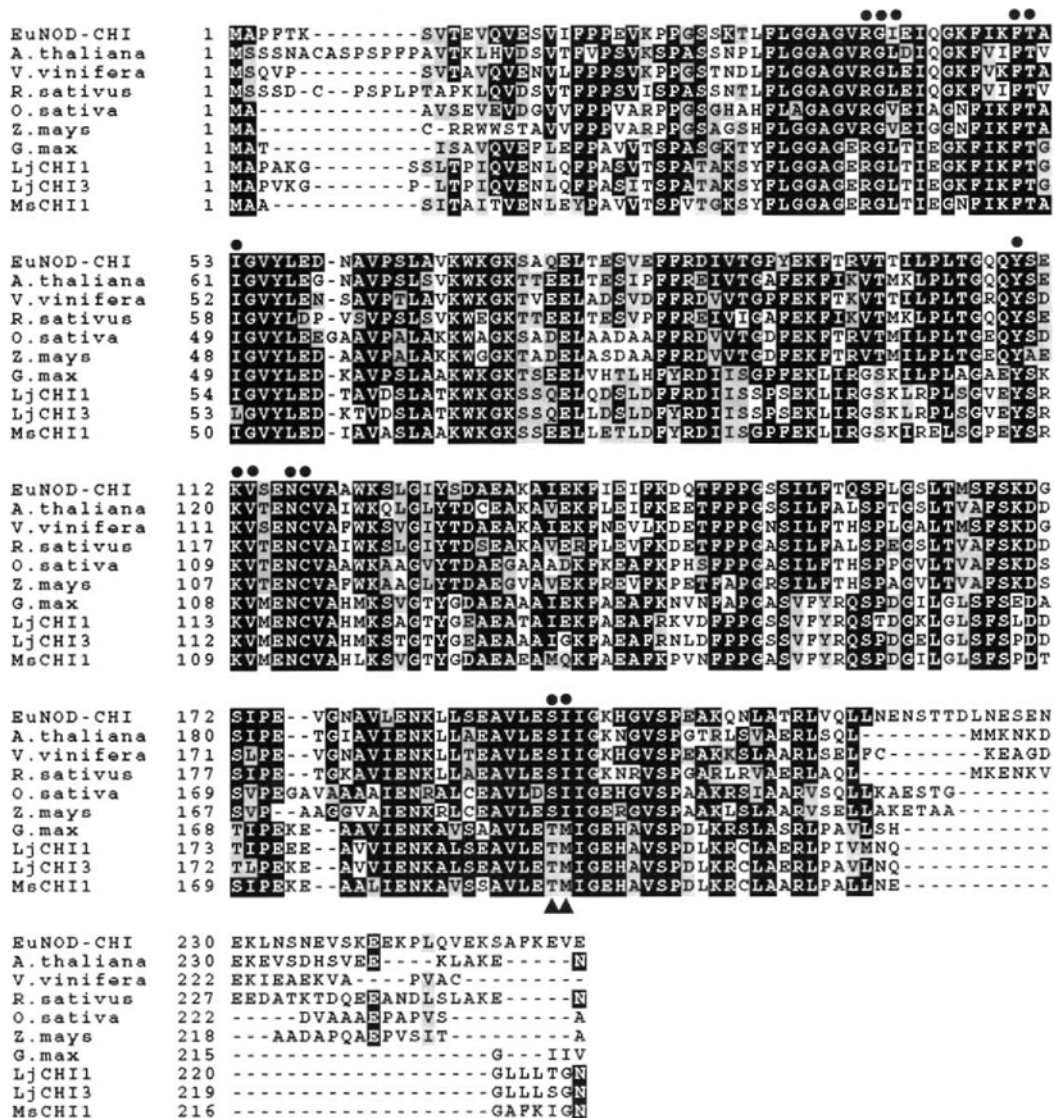 EuNOD-CHI 1 MAPFTK--------SVTEVQVESVIFPPEVKPPGSSKTLFLGGAGVRGIEIQGKFIKFTA
A.thaliana 1 MSSSNACASPSPFPAVTKLHVDSVTFVPSVKSPASSNPLFLGGAGVRGLDIQGKFVIFTV
V.vinifera 1 MSQVP---------SVTAVQVENVLFPPSVKPPGSTNDLFLGGAGVRGLEIQGKFVKFTA
R.sativus 1 MSSSD-C--PSPLPTAPKLQVDSVTFPPSVISPASSNTLFLGGAGVRGLEIQGKFVIFTV
O.sativa 1 MA------------AVSEVEVDGVVFPPVARPPGSGHAHFLAGAGVRGVEIAGNFIKFTA
Z.mays 1 MA------------C-RRWWSTAVVFPPVARPPGSAGSHFLGGAGVRGVEIGGNFIKFTA
G.max 1 MAT------------ISAVQVEFLEFPAVVTSPASGKTYFLGGAGERGLTIEGKFIKFTG
LjCHI1 1 MAPAKG-------SSLTPIQVENLQFPASVTSPATAKSYFLGGAGERGLTIEGKFIKFTG
LjCHI3 1 MAPVKG-------P-LTPIQVENLQFPASITSPATAKSYFLGGAGERGLTIEGKFIKFTG
MsCHI1 1 MAA-----------SITAITVENLEYPAVVTSPVTGKSYFLGGAGERGLTIEGNFIKFTA
EuNOD-CHI 53 IGVYLED-NAVPSLAVKWKGKSAQELTESVEFFRDIVTGPYEKFTRVTTILPLTGQQYSE
A.thaliana 61 IGVYLEG-NAVPSLSVKWKGKTTEELTESIPFFREIVTGAFEKFIKVTMKLPLTGQQYSE
V.vinifera 52 IGVYLEN-SAVPTLAVKWKGKTVEELADSVDFFRDVVTGPFEKFTKVTTILPLTGRQYSD
R.sativus 58 IGVYLDP-VSVPSLSVKWEGKTTEELTESVPFFREIVIGAFEKFIKVTMKLPLTGQQYSE
O.sativa 49 IGVYLEEGAAVPALAKKWAGKSADELAADAAFFRDVVTGDFEKFTRVTMILPLTGEQYSD
Z.mays 48 IGVYLED-AAVPALAKKWGGKTADELASDAAFFRDVVTGDFEKFTRVTMILPLTGEQYAE
G.max 49 IGVYLED-KAVPSLAAKWKGKTSEELVHTLHFYRDIISGPFEKLIRGSKILPLAGAEYSK
LjCHI1 54 IGVYLED-TAVDSLATKWKGKSSQELQDSLDFFRDIISSPSEKLIRGSKLRPLSGVEYSR
LjCHI3 53 LGVYLED-KTVDSLATKWKGKSSQELLDSLDFYRDIISSPSEKLIRGSKLRPLSGVEYSR
MsCHI1 50 IGVYLED-IAVASLAAKWKGKSSEELLETLDFYRDIISGPFEKLIRGSKIRELSGPEYSR
EuNOD-CHI 112 KVSENCVAAWKSLGIYSDAEAKAIEKFIEIFKDQTFPPGSSILFTQSPLGSLTMSFSKDG
A.thaliana 120 KVTENCVAIWKQLGLYTDCEAKAVEKFLEIFKEETFPPGSSILFALSPTGSLTVAFSKDD
V.vinifera 111 KVSENCVAFWKSVGIYTDAEAKAIEKFNEVLKDETFPPGNSILFTHSPLGALTMSFSKDG
R.sativus 117 KVTENCVAIWKSLGIYTDSEAKAVERFLEVFKDETFPPGASILFALSPEGSLTVAFSKDD
O.sativa 109 KVTENCVAAWKAAGVYTDAEGAAADKFKEAFKPHSFPPGASILFTHSPPGVLTVAFSKDS
Z.mays 107 KVTENCVAFWKAAGLYTDAEGVAVEKFREVFKPETFAPGRSILFTHSPAGVLTVAFSKDS
G.max 108 KVMENCVAHMKSVGTYGDAEAAAIEKFAEAFKNVNFAPGASVFYRQSPDGILGLSFSEDA
LjCHI1 113 KVMENCVAHMKSAGTYGEAEATAIEKFAEAFRKVDFPPGSSVFYRQSTDGKLGLSFSLDD
LjCHI3 112 KVMENCVAHMKSTGTYGEAEAAAIGKFAEAFRNLDFPPGASVFYRQSPDGELGLSFSPDD
MsCHI1 109 KVMENCVAHLKSVGTYGDAEAEAMQKFAEAFKPVNFPPGASVFYRQSPDGILGLSFSPDT
EuNOD-CHI 172 SIPE--VGNAVLENKLLSEAVLESIIGKHGVSPEAKQNLATRLVQLLNENSTTDLNESEN
A.thaliana 180 SIPE--TGIAVIENKLLAEAVLESIIGKNGVSPGTRLSVAERLSQL-------MMKNKD
V.vinifera 171 SLPE--VGNAVIENKLLTEAVLESIIGKHGVSPEAKKSLAARLSELFC-----KEAGD
R.sativus 177 SIPE--TGKAVIENKLLAEAVLESIIGKNRVSPGARLRVAERLAQL-------MKENKV
O.sativa 169 SVPEGAVAAAAIENRALCEAVLDSIIGEHGVSPAAKRSIAARVSQLLKAESTG------
Z.mays 167 SVP--AAGGVAIENKRLCEAVLESIIGERGVSPAAKLSLAARVSELLAKETAA------
G.max 168 TIPEKE--AAVIENKAVSAAVLETMIGEHAVSPDLKRSLASRLPAVLSH----------
LjCHI1 173 TIPEEE--AVVIENKALSEAVLETMIGEHAVSPDLKRCLAERLPIVMNQ----------
LjCHI3 172 TLPEKE--AVVIENKALSEAVLETMIGEHAVSPDLKRCLAERLPAVLNQ----------
MsCHI1 169 SIPEKE--AALIENKAVSSAVLETMIGEHAVSPDLKRCLAARLPALLNE----------
EuNOD-CHI 230 EKLNSNEVSKEEKPLQVEKSAFKEVE
A.thaliana 230 EKEVSDHSVEE----KLAKE-----N
V.vinifera 222 EKIEAEKVA----PVAC---------
R.sativus 227 EEDATKTDQEEANDLSLAKE-----N
O.sativa 222 ----DVAAAEPAPVS----------A
Z.mays 218 ---AADAPQAEPVSIT----------A
G.max 215 -------------------G---IIV
LjCHI1 220 -------------------GLLLTGN
LjCHI3 219 -------------------GLLLSGN
MsCHI1 216 -------------------GAFKIGN